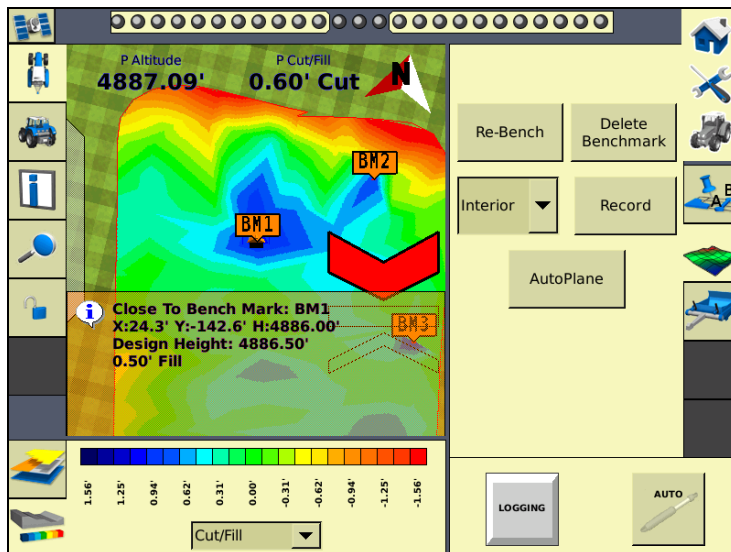 P Altitude
4887.09'
P Cut/Fill
0.60' Cut
N
BM2
BM1
Close To Bench Mark: BM1
X:24.3' Y:-142.6' H:4886.00'
Design Height: 4886.50'
0.50' Fill
BM3
1.56' 1.25' 0.94' 0.62' 0.31' 0.00' -0.31' -0.62' -0.94' -1.25' -1.56'
Cut/Fill
Re-Bench
Delete
Benchmark
Interior
Record
AutoPlane
LOGGING
AUTO
A B